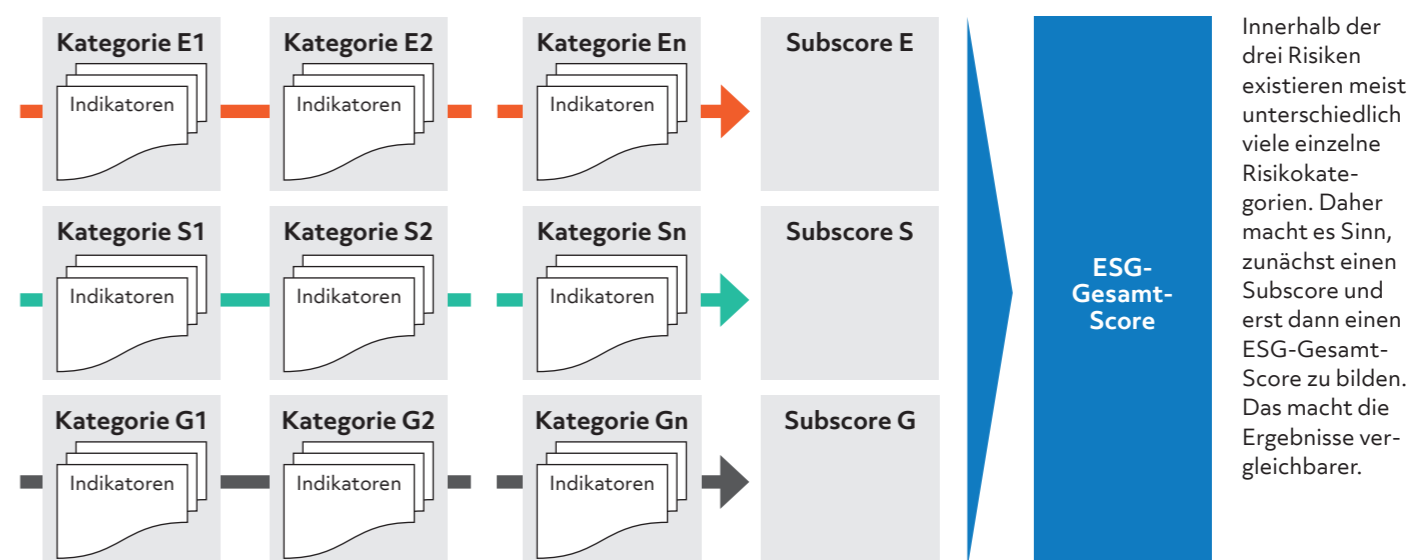 Kategorie E1
Indikatoren
Kategorie E2
Indikatoren
Kategorie En
Indikatoren
Subscore E
Kategorie S1
Indikatoren
Kategorie S2
Indikatoren
Kategorie Sn
Indikatoren
Subscore S
Kategorie G1
Indikatoren
Kategorie G2
Indikatoren
Kategorie Gn
Indikatoren
Subscore G
ESG-
Gesamt-
Score
Innerhalb der
drei Risiken
existieren meist
unterschiedlich
viele einzelne
Risikokate-
gorien. Daher
macht es Sinn,
zunächst einen
Subscore und
erst dann einen
ESG-Gesamt-
Score zu bilden.
Das macht die
Ergebnisse ver-
gleichbarer.